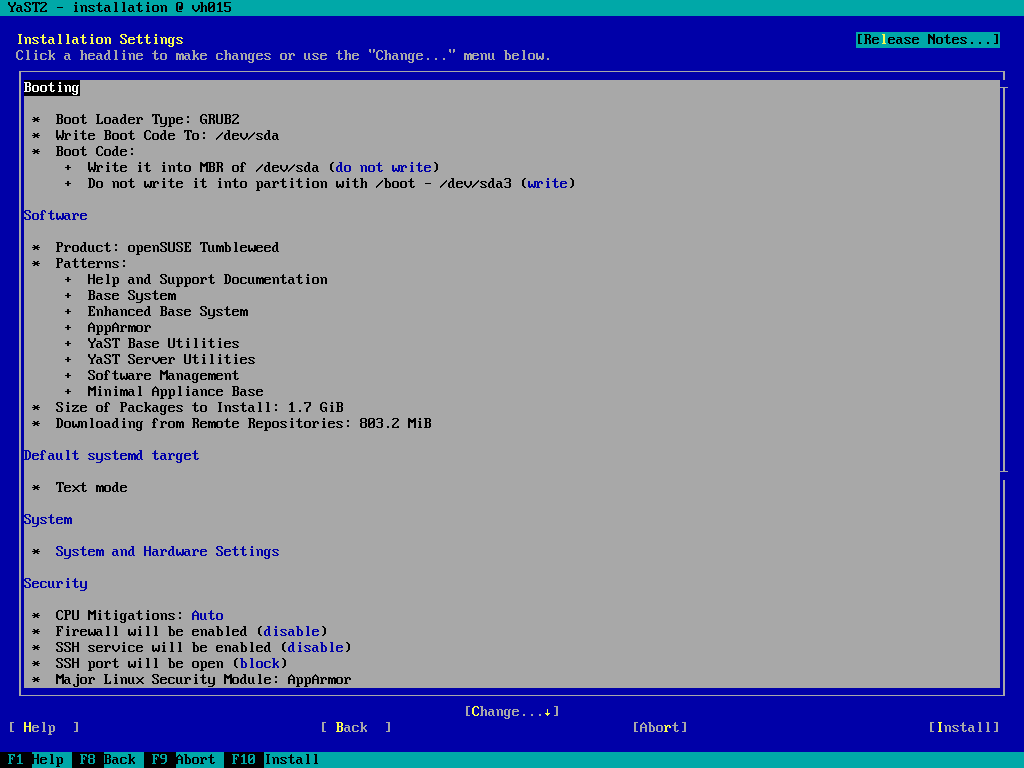 YaST2 - installation @ vh015
Installation Settings [Release Notes...]
Click a headline to make changes or use the "Change..." menu below.
Booting
* Boot Loader Type: GRUB2
* Write Boot Code To: /dev/sda
* Boot Code:
+ Write it into MBR of /dev/sda (do not write)
+ Do not write it into partition with /boot - /dev/sda3 (write)
Software
* Product: openSUSE Tumbleweed
* Patterns:
+ Help and Support Documentation
+ Base System
+ Enhanced Base System
+ AppArmor
+ YaST Base Utilities
+ YaST Server Utilities
+ Software Management
+ Minimal Appliance Base
* Size of Packages to Install: 1.7 GiB
* Downloading from Remote Repositories: 803.2 MiB
Default systemd target
* Text mode
System
* System and Hardware Settings
Security
* CPU Mitigations: Auto
* Firewall will be enabled (disable)
* SSH service will be enabled (disable)
* SSH port will be open (block)
* Major Linux Security Module: AppArmor
[Change...↓]
[ Help ] [ Back ] [Abort] [Install]
F1 Help F8 Back F9 Abort F10 Install